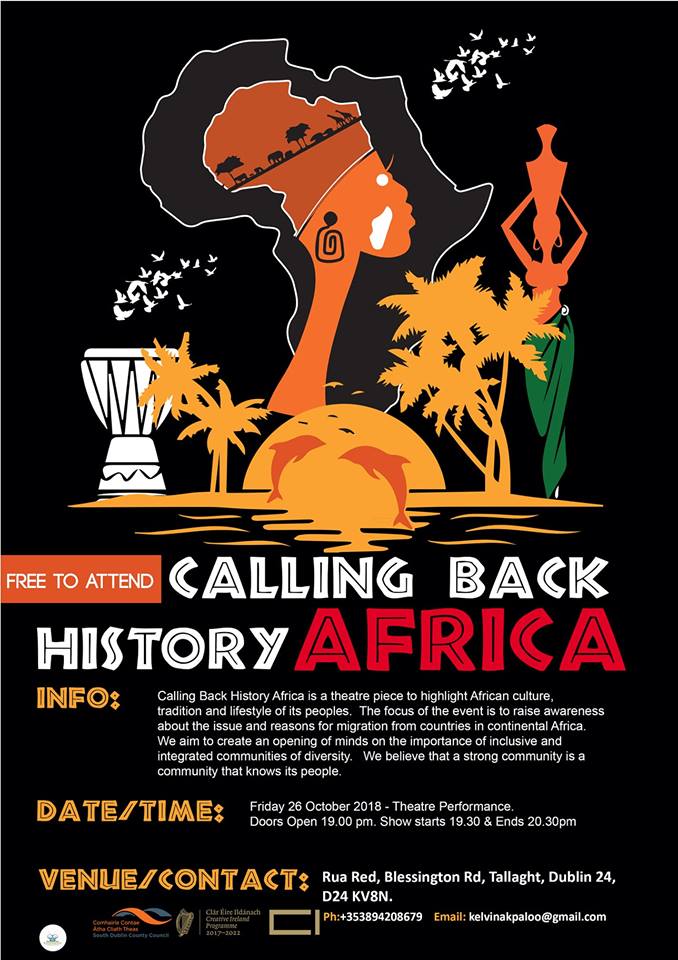 FREE TO ATTEND
CALLING BACK
HISTORY AFRICA
INFO:
Calling Back History Africa is a theatre piece to highlight African culture,
tradition and lifestyle of its peoples. The focus of the event is to raise awareness
about the issue and reasons for migration from countries in continental Africa.
We aim to create an opening of minds on the importance of inclusive and
integrated communities of diversity. We believe that a strong community is a
community that knows its people.
DATE/TIME:
Friday 26 October 2018 - Theatre Performance.
Doors Open 19.00 pm. Show starts 19.30 & Ends 20.30pm
VENUE/CONTACT:
Rua Red, Blessington Rd, Tallaght, Dublin 24,
D24 KV8N.
Ph:+353894208679 Email: kelvinakpaloo@gmail.com
Comhairle Contae
Átha Cliath Theas
South Dublin County Council
Clár Éire Ildánach
Creative Ireland
Programme
2017–2022